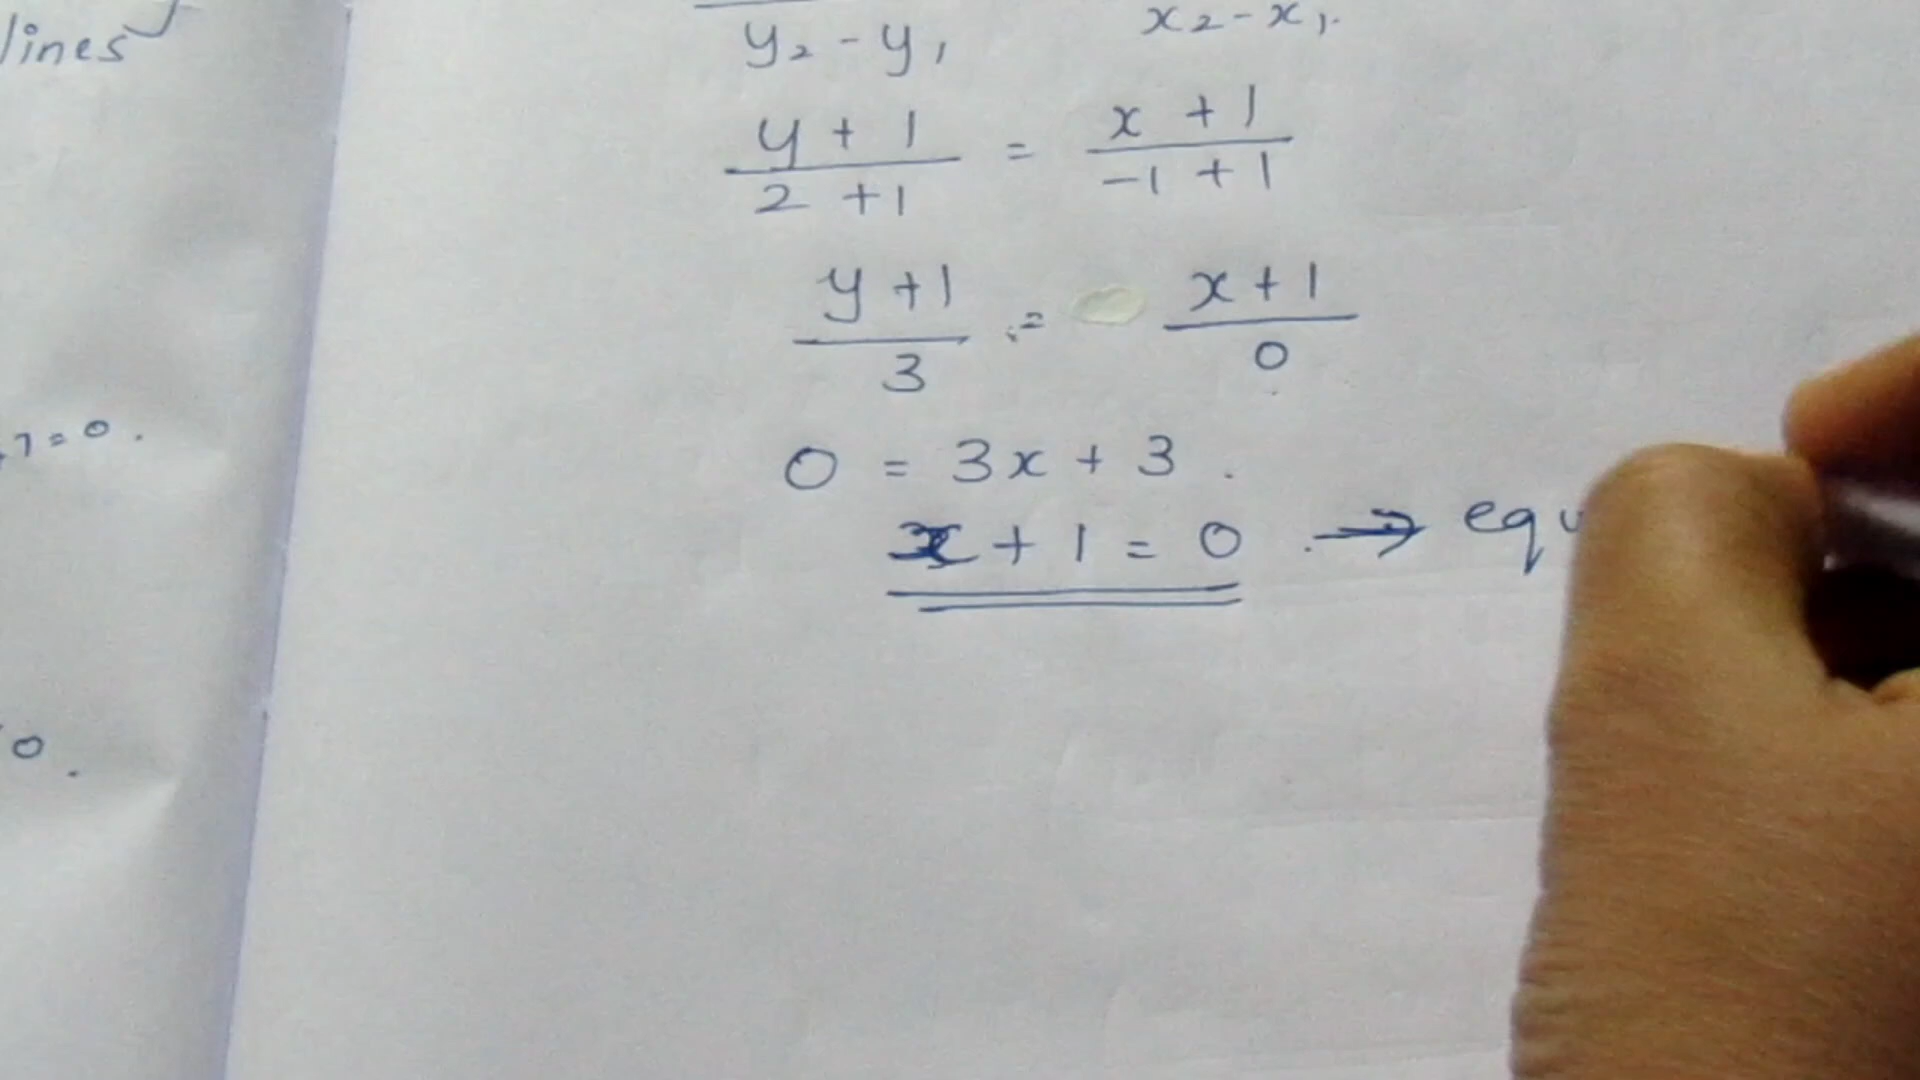 lines
y₂ - y₁ x₂ - x₁.
y + 1 = x + 1
2 + 1 -1 + 1
y + 1 = x + 1
3 0
7 = 0.
0 = 3x + 3.
x + 1 = 0 . → equ
0.